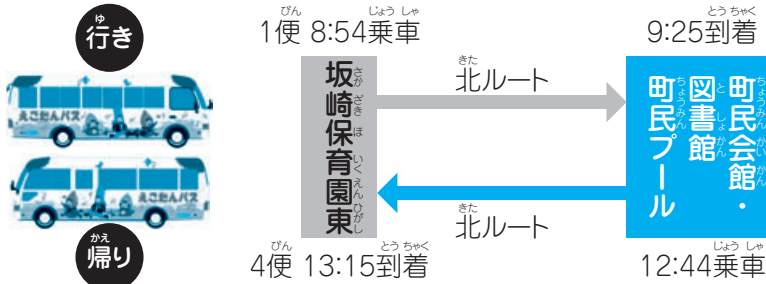 行き
えこたんバス
えこたんバス
帰り
1便 8:54乗車
北ルート
9:25到着
坂崎保育園東
町民会館・
図書館
町民プール
北ルート
4便 13:15到着
12:44乗車